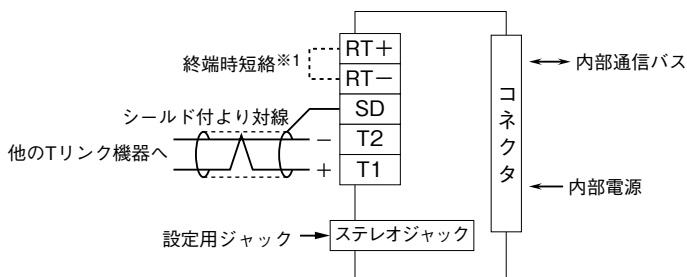 終端時短絡※1
RT+
RT−
シールド付より対線
SD
他のTリンク機器へ
− T2
+ T1
設定用ジャック
ステレオジャック
コネクタ
内部通信バス
内部電源